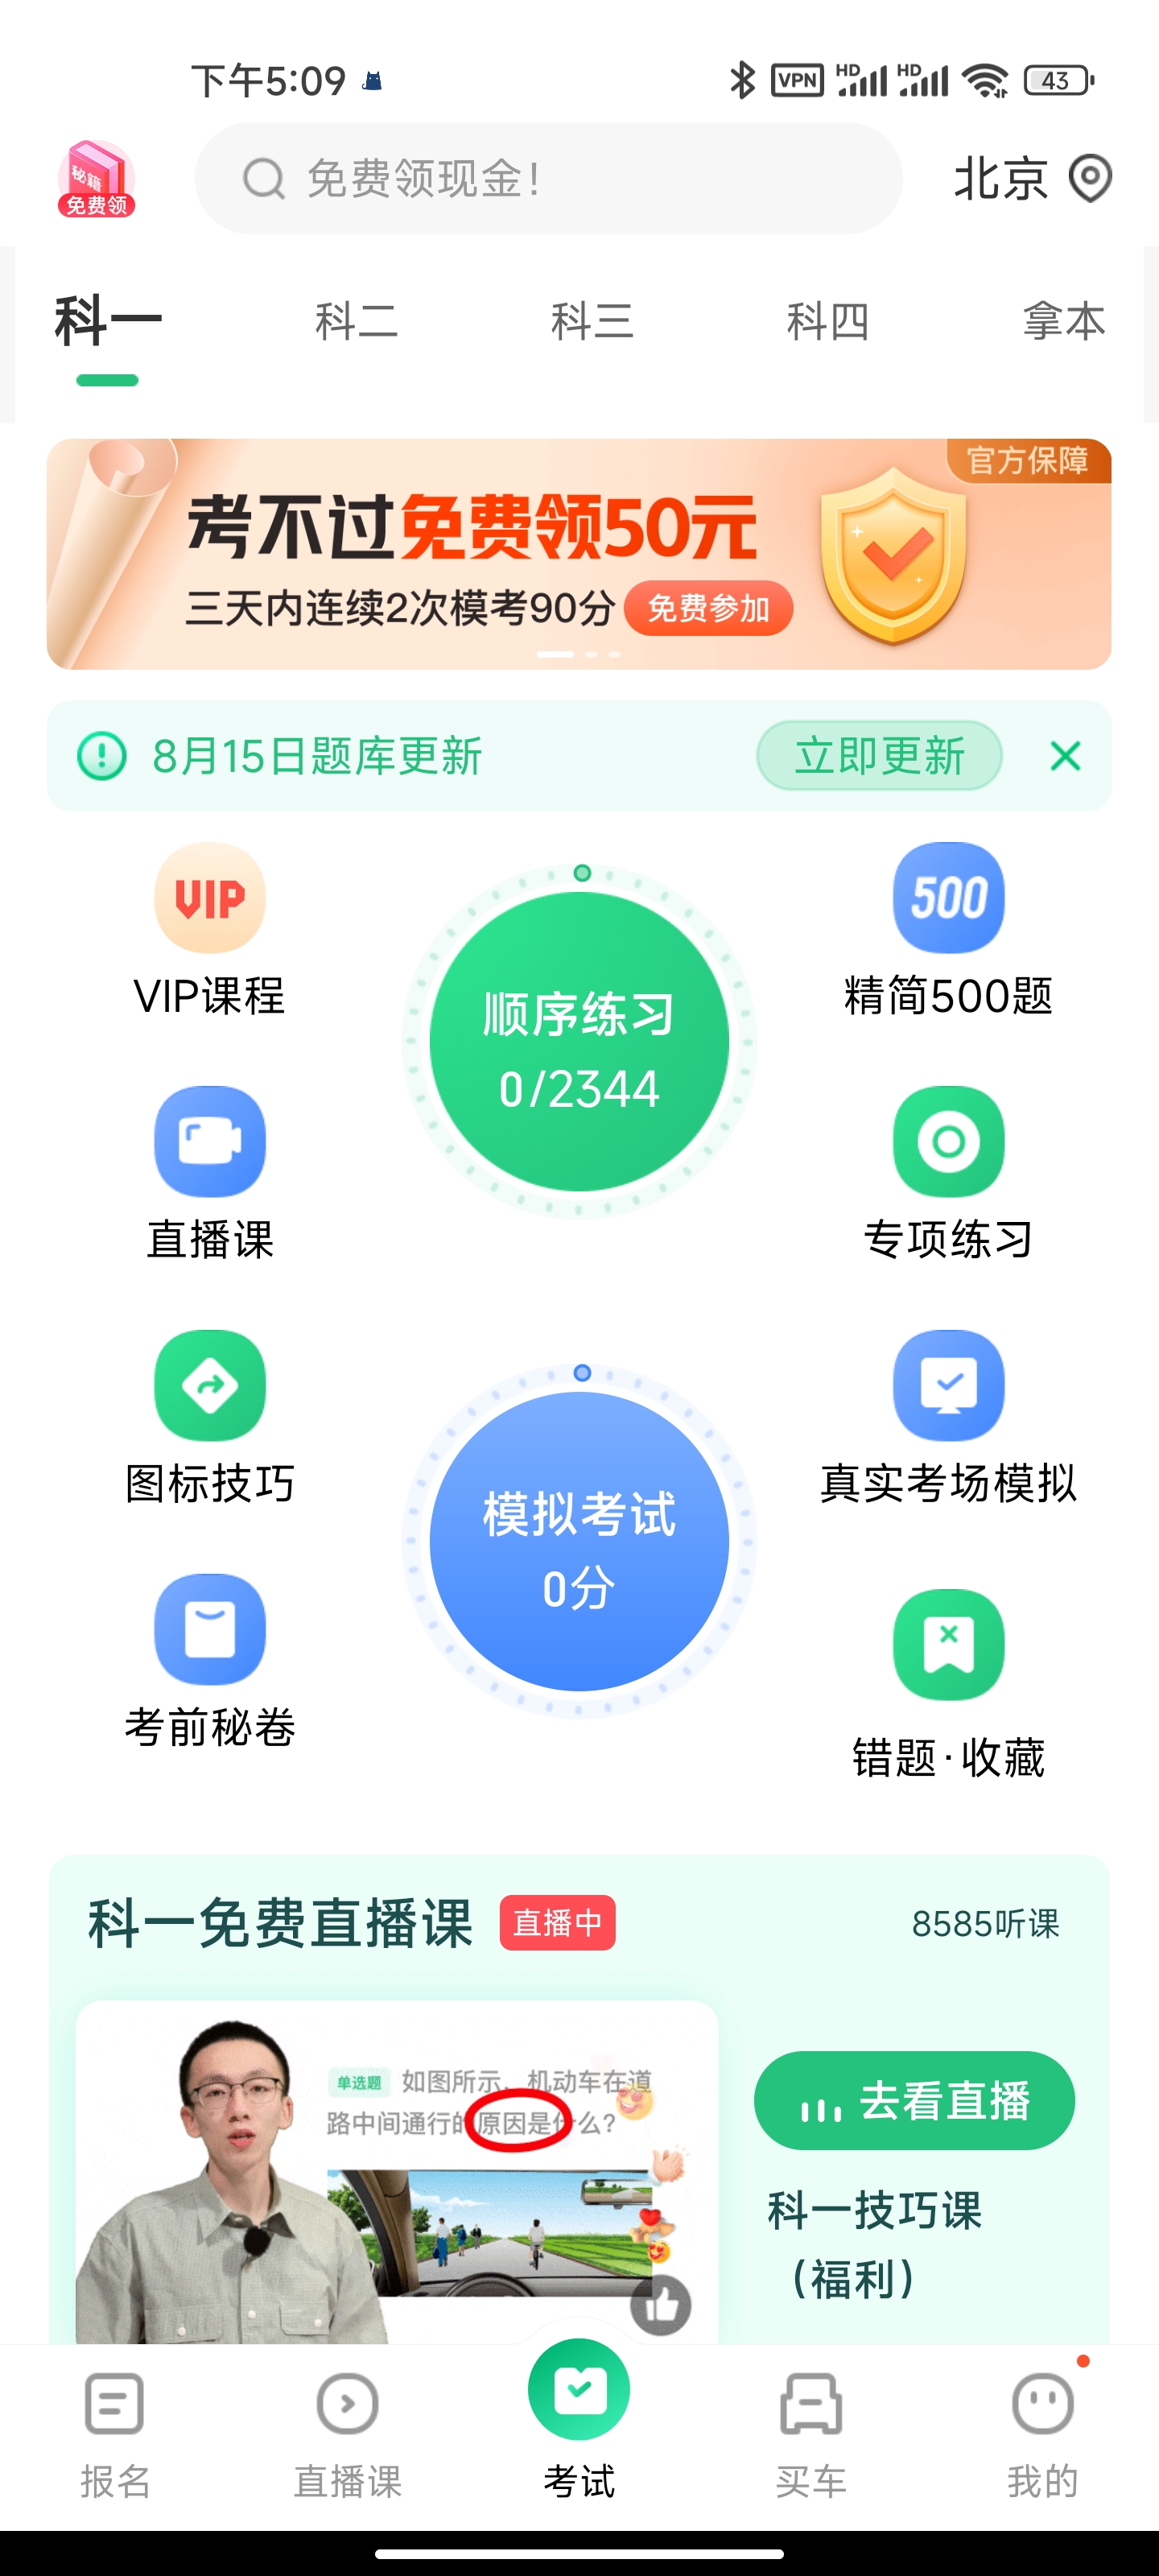 下午5:09
VPN
HD
HD
43
秘籍
免费领
免费领现金！
北京
科一
科二
科三
科四
拿本
官方保障
考不过免费领50元
三天内连续2次模考90分
免费参加
8月15日题库更新
立即更新
VIP
VIP课程
顺序练习
0/2344
500
精简500题
直播课
专项练习
图标技巧
模拟考试
0分
真实考场模拟
考前秘卷
错题·收藏
科一免费直播课
直播中
8585听课
单选题 如图所示，机动车在道
路中间通行的原因是什么?
去看直播
科一技巧课
（福利）
报名
直播课
考试
买车
我的